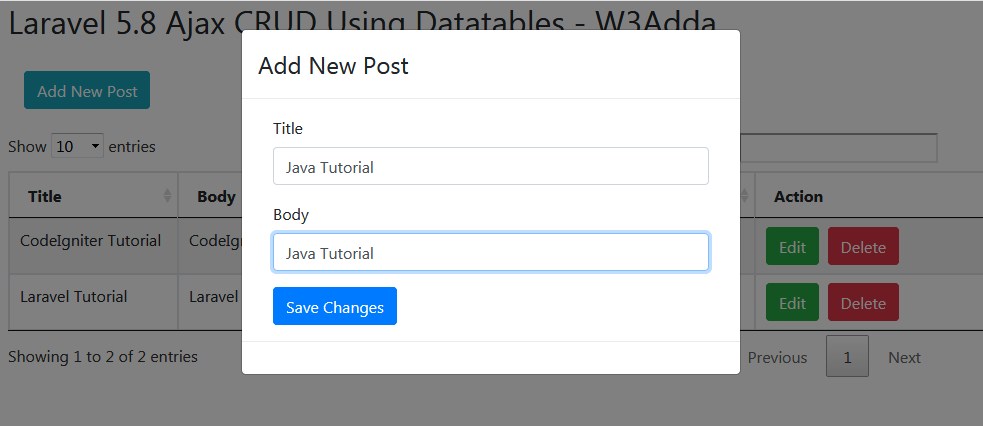 Laravel 5.8 Ajax CRUD Using Datatables - W3Adda
Add New Post
Add New Post
Title
Java Tutorial
Body
Java Tutorial
Save Changes
Show 10 entries
Title Body Action
CodeIgniter Tutorial Edit Delete
Laravel Tutorial Laravel Edit Delete
Showing 1 to 2 of 2 entries
Previous 1 Next